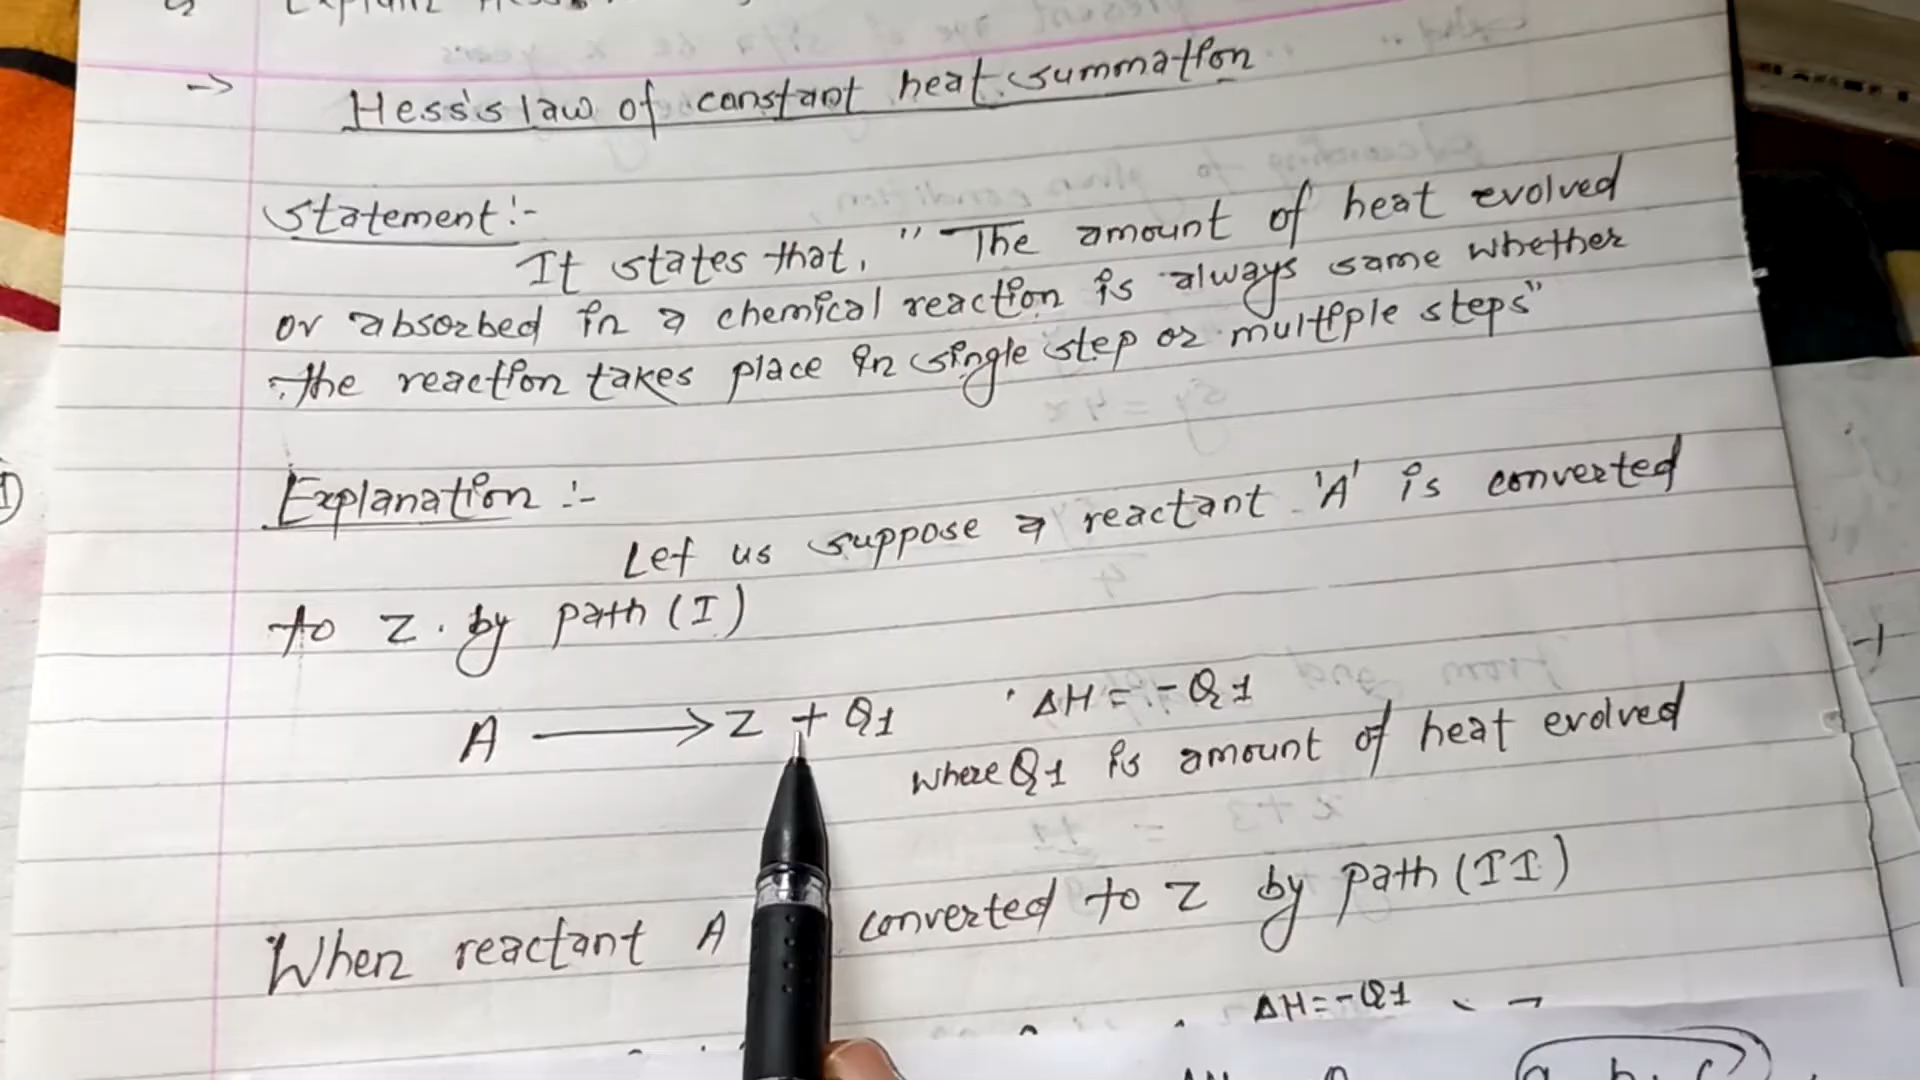 → Hess's law of constant heat summation
Statement :-
It states that, "The amount of heat evolved
or absorbed in a chemical reaction is always same whether
the reaction takes place in single step or multiple steps"
Explanation :-
Let us suppose a reactant 'A' is converted
to Z. by path (I)
A ⟶ Z + Q1 ΔH = -Q1
where Q1 is amount of heat evolved
When reactant A converted to Z by path (II)
ΔH = -Q1